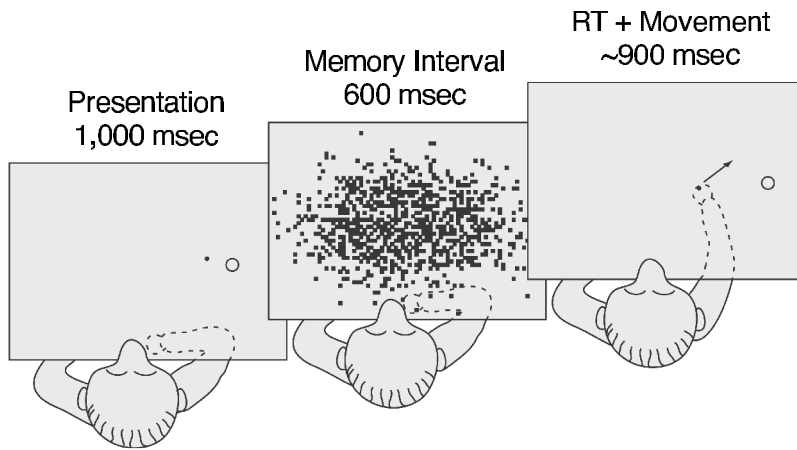 Presentation
1,000 msec
Memory Interval
600 msec
RT + Movement
~900 msec